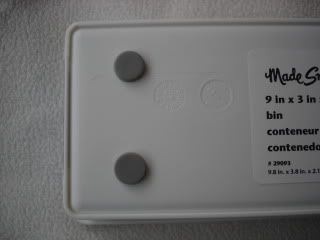 Made S
9 in x 3 in
bin
conteneur
contenedo
# 29093
9.8 in. x 3.8 in. x 2.1